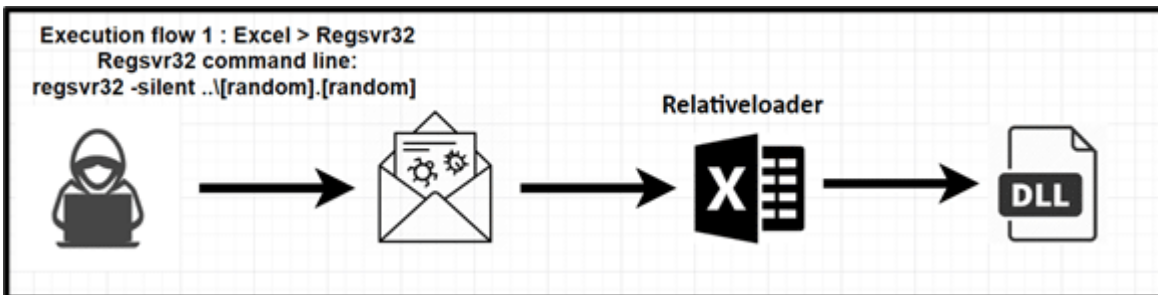 Execution flow 1 : Excel > Regsvr32
Regsvr32 command line:
regsvr32 -silent ..\[random].[random]
Relativeloader
X
DLL